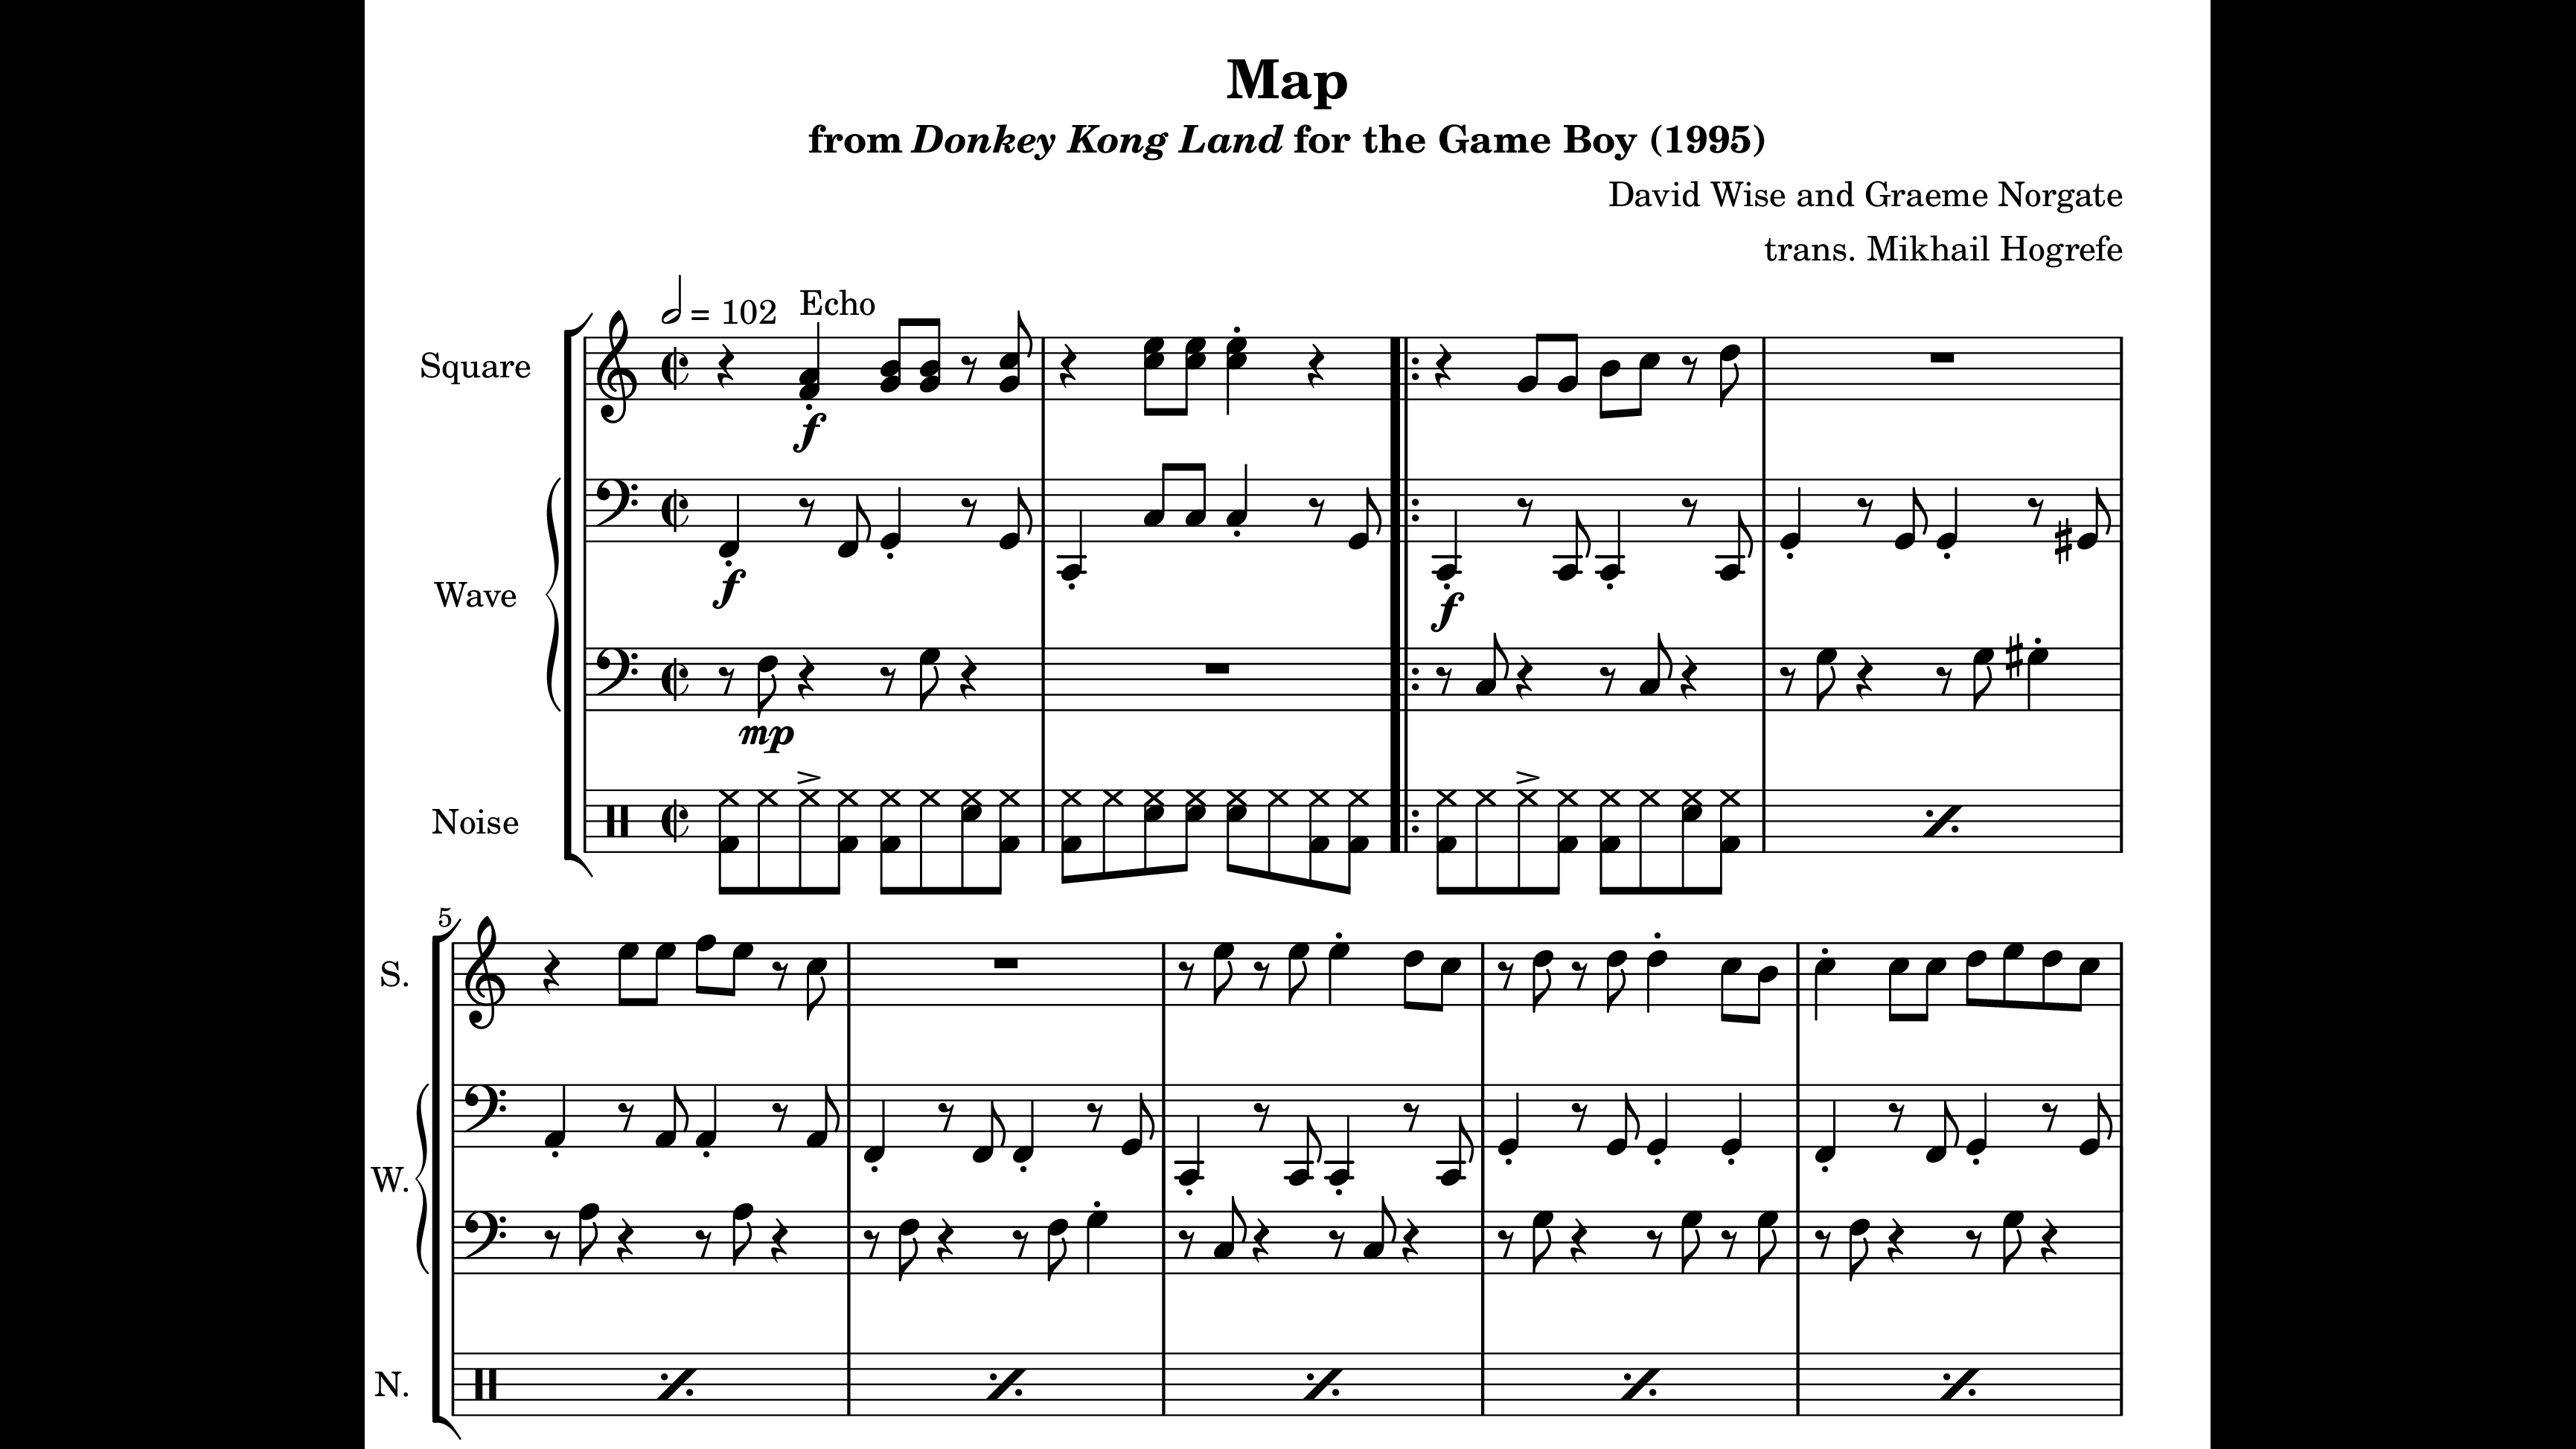 Map
from Donkey Kong Land for the Game Boy (1995)
David Wise and Graeme Norgate
trans. Mikhail Hogrefe
= 102 Echo
Square
f
f
f
Wave
mp
Noise
5
S.
W.
N.